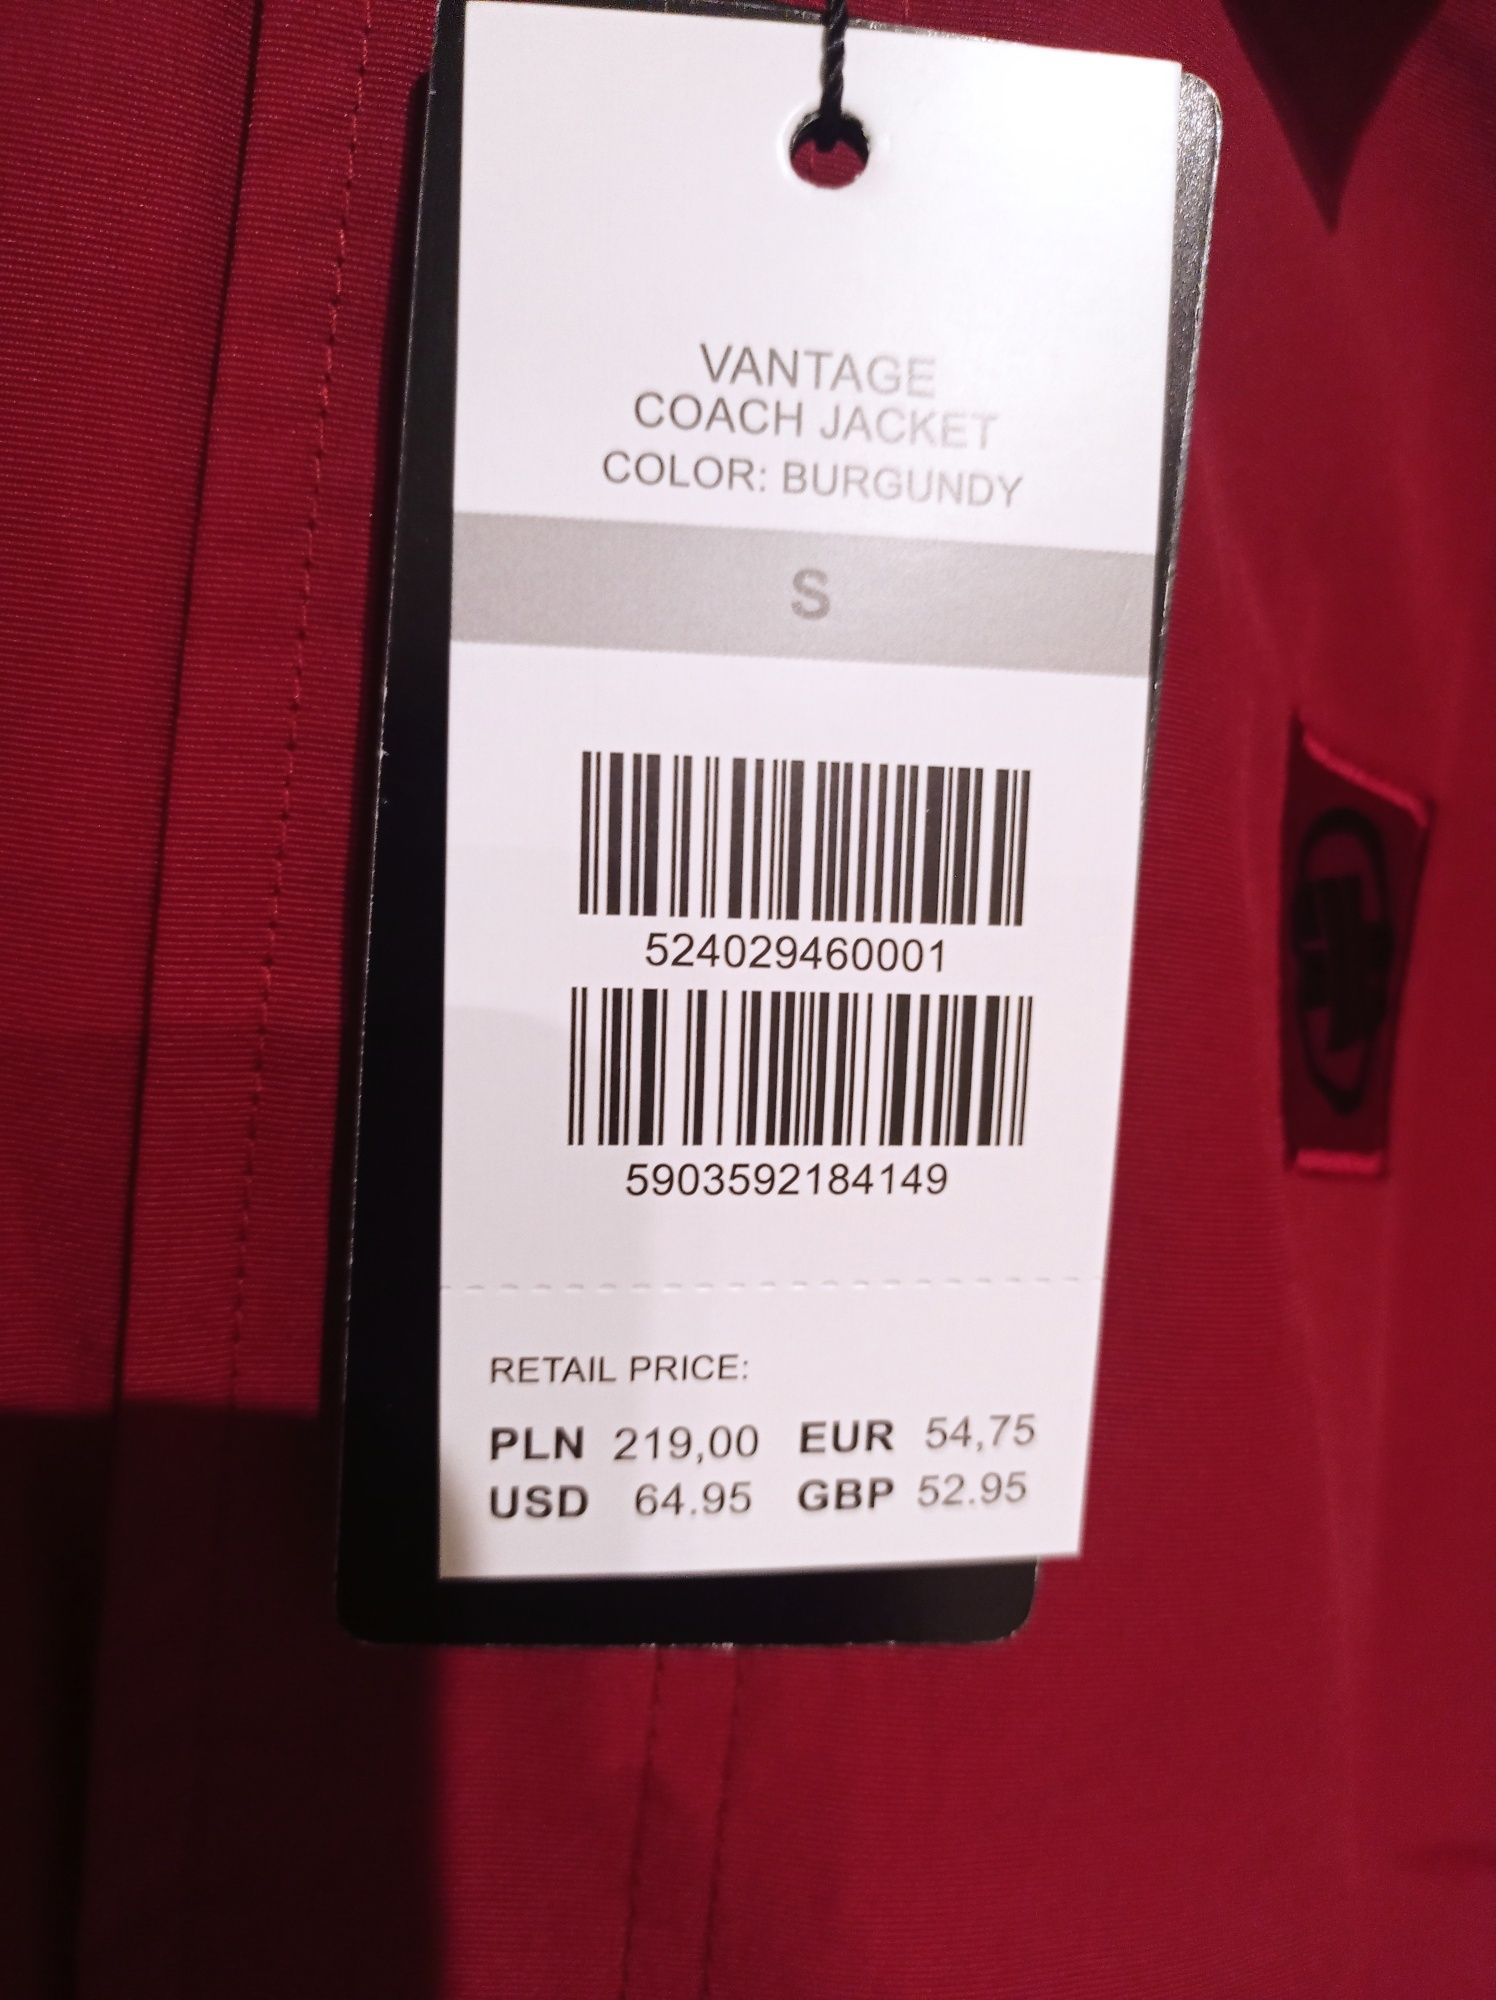 VANTAGE
COACH JACKET
COLOR: BURGUNDY
S
524029460001
5903592184149
RETAIL PRICE:
PLN 219,00 EUR 54,75
USD 64.95 GBP 52.95